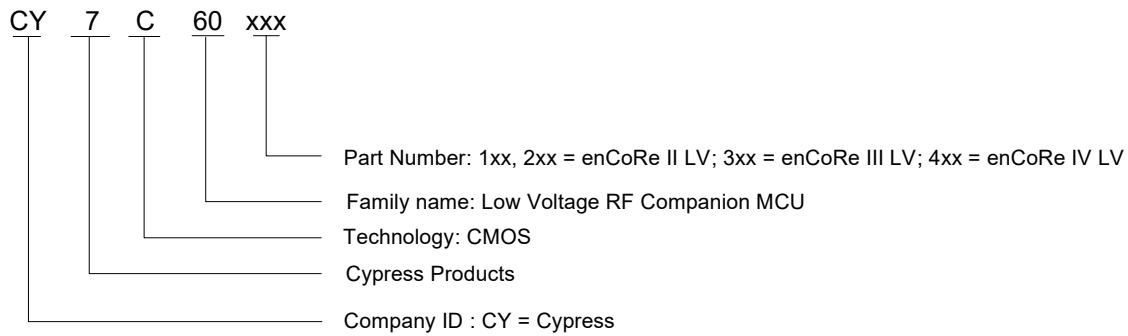 CY 7 C 60 xxx
Part Number: 1xx, 2xx = enCoRe II LV; 3xx = enCoRe III LV; 4xx = enCoRe IV LV
Family name: Low Voltage RF Companion MCU
Technology: CMOS
Cypress Products
Company ID : CY = Cypress